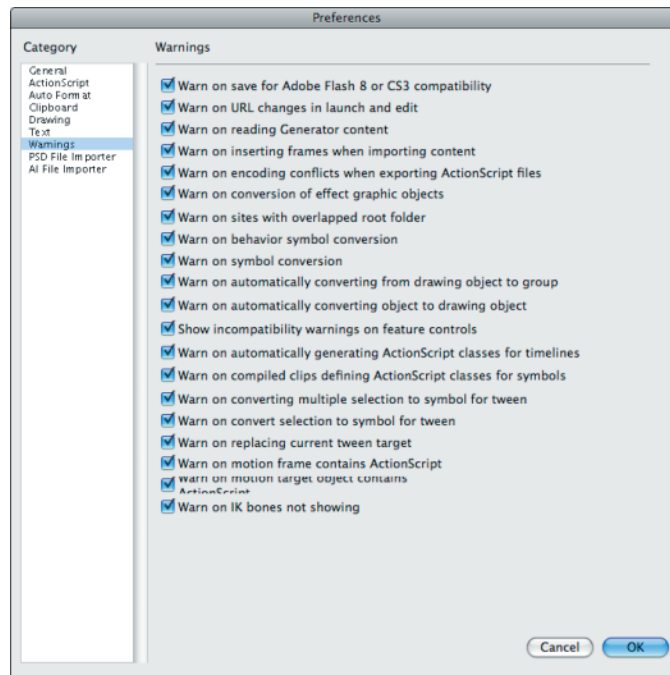 Preferences
Category
General
ActionScript
Auto Format
Clipboard
Drawing
Text
Warnings
PSD File Importer
AI File Importer
Warnings
Warn on save for Adobe Flash 8 or CS3 compatibility
Warn on URL changes in launch and edit
Warn on reading Generator content
Warn on inserting frames when importing content
Warn on encoding conflicts when exporting ActionScript files
Warn on conversion of effect graphic objects
Warn on sites with overlapped root folder
Warn on behavior symbol conversion
Warn on symbol conversion
Warn on automatically converting from drawing object to group
Warn on automatically converting object to drawing object
Show incompatibility warnings on feature controls
Warn on automatically generating ActionScript classes for timelines
Warn on compiled clips defining ActionScript classes for symbols
Warn on converting multiple selection to symbol for tween
Warn on convert selection to symbol for tween
Warn on replacing current tween target
Warn on motion frame contains ActionScript
Warn on motion target object contains
ActionScript
Warn on IK bones not showing
Cancel
OK